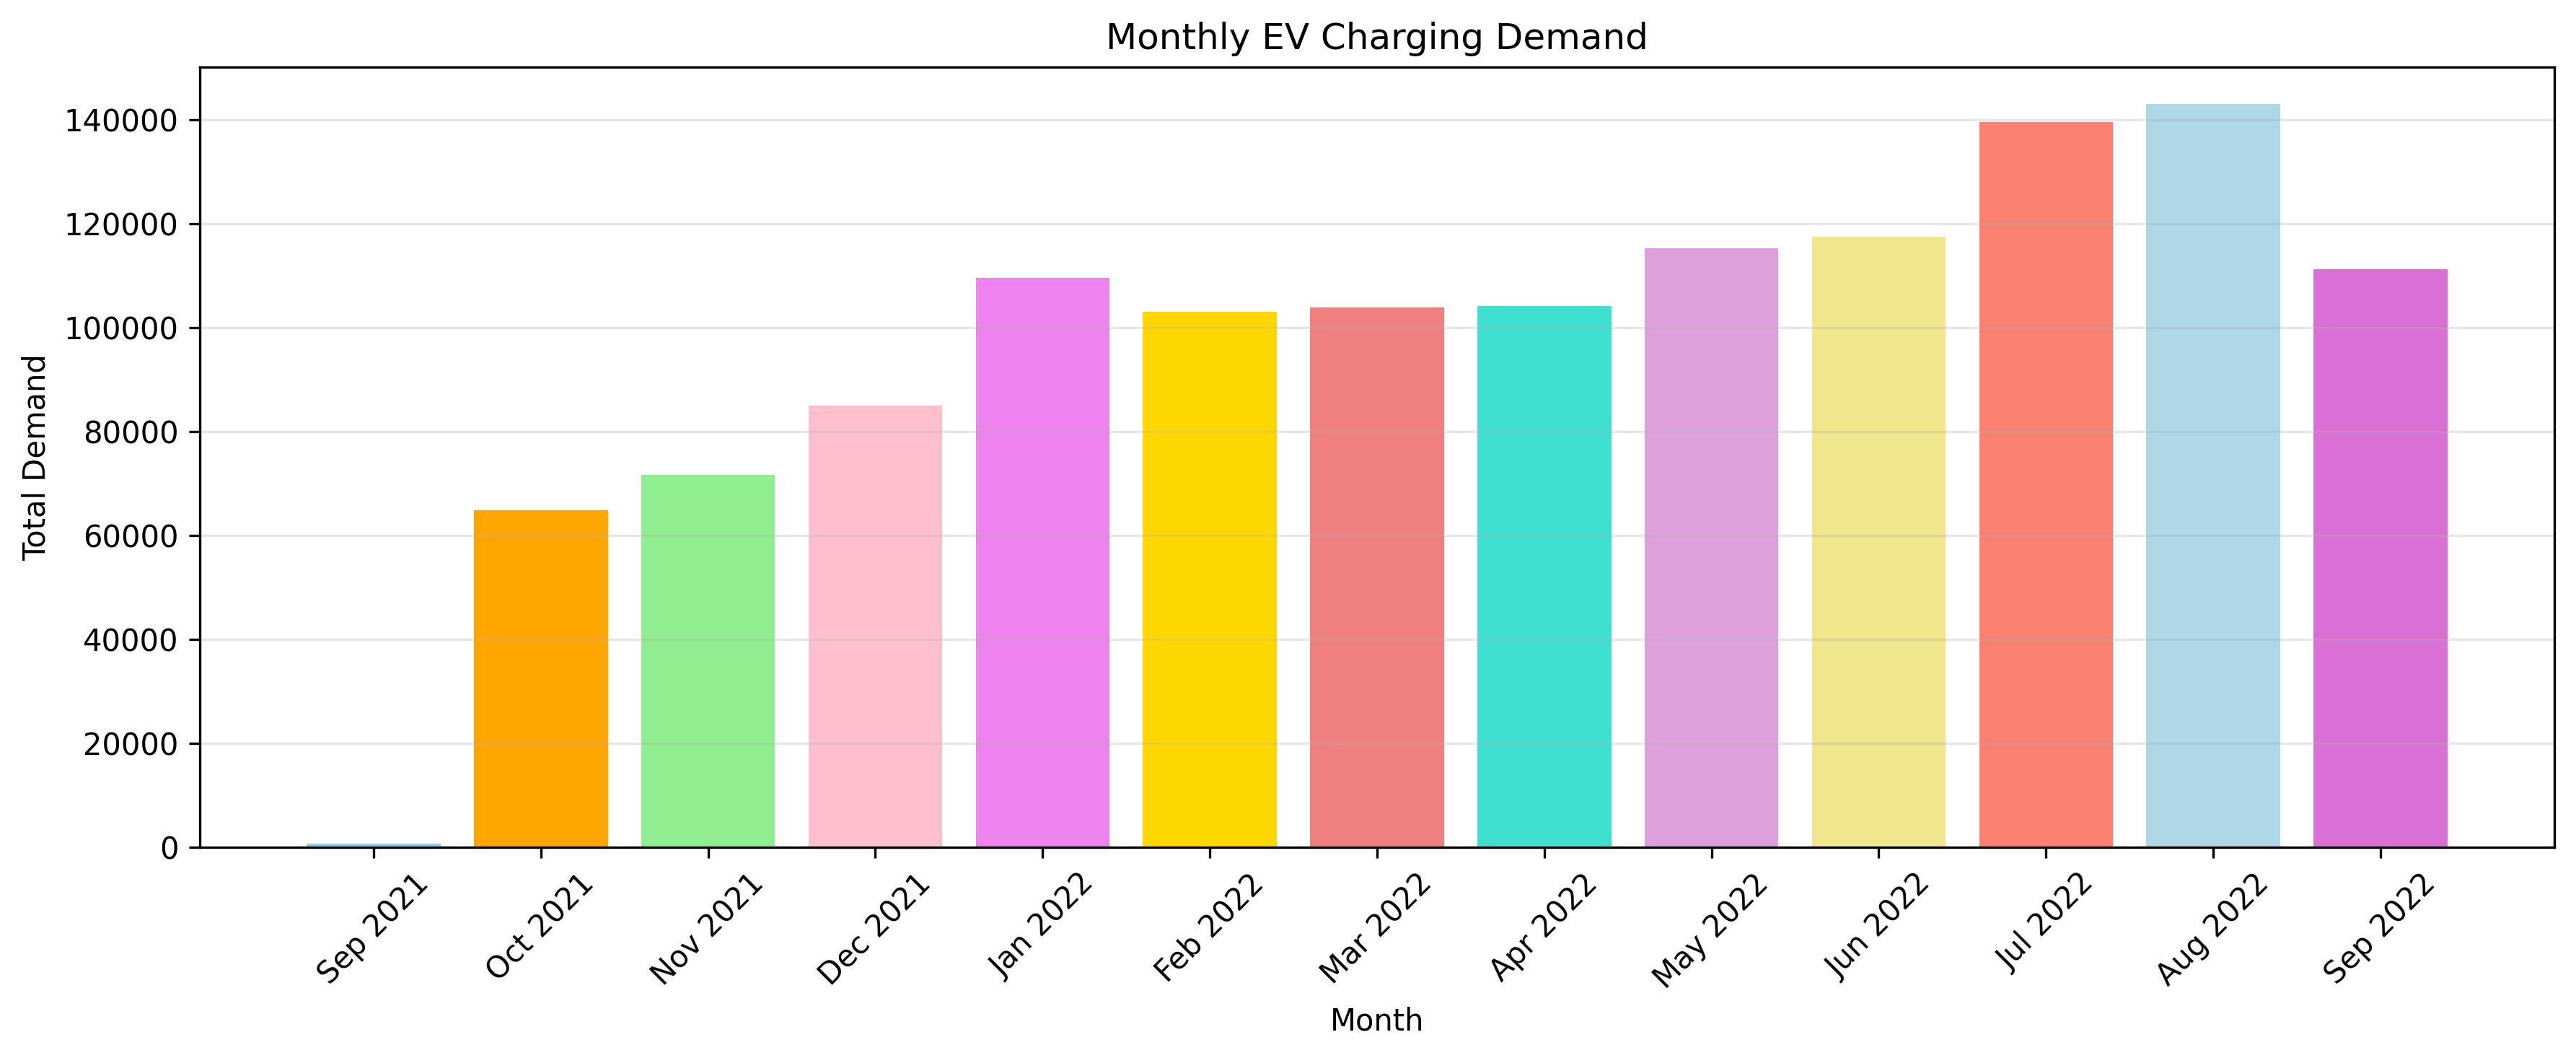 Monthly EV Charging Demand
140000
120000
100000
80000
60000
40000
20000
0
Total Demand
Sep 2021
Oct 2021
Nov 2021
Dec 2021
Jan 2022
Feb 2022
Mar 2022
Apr 2022
May 2022
Jun 2022
Jul 2022
Aug 2022
Sep 2022
Month